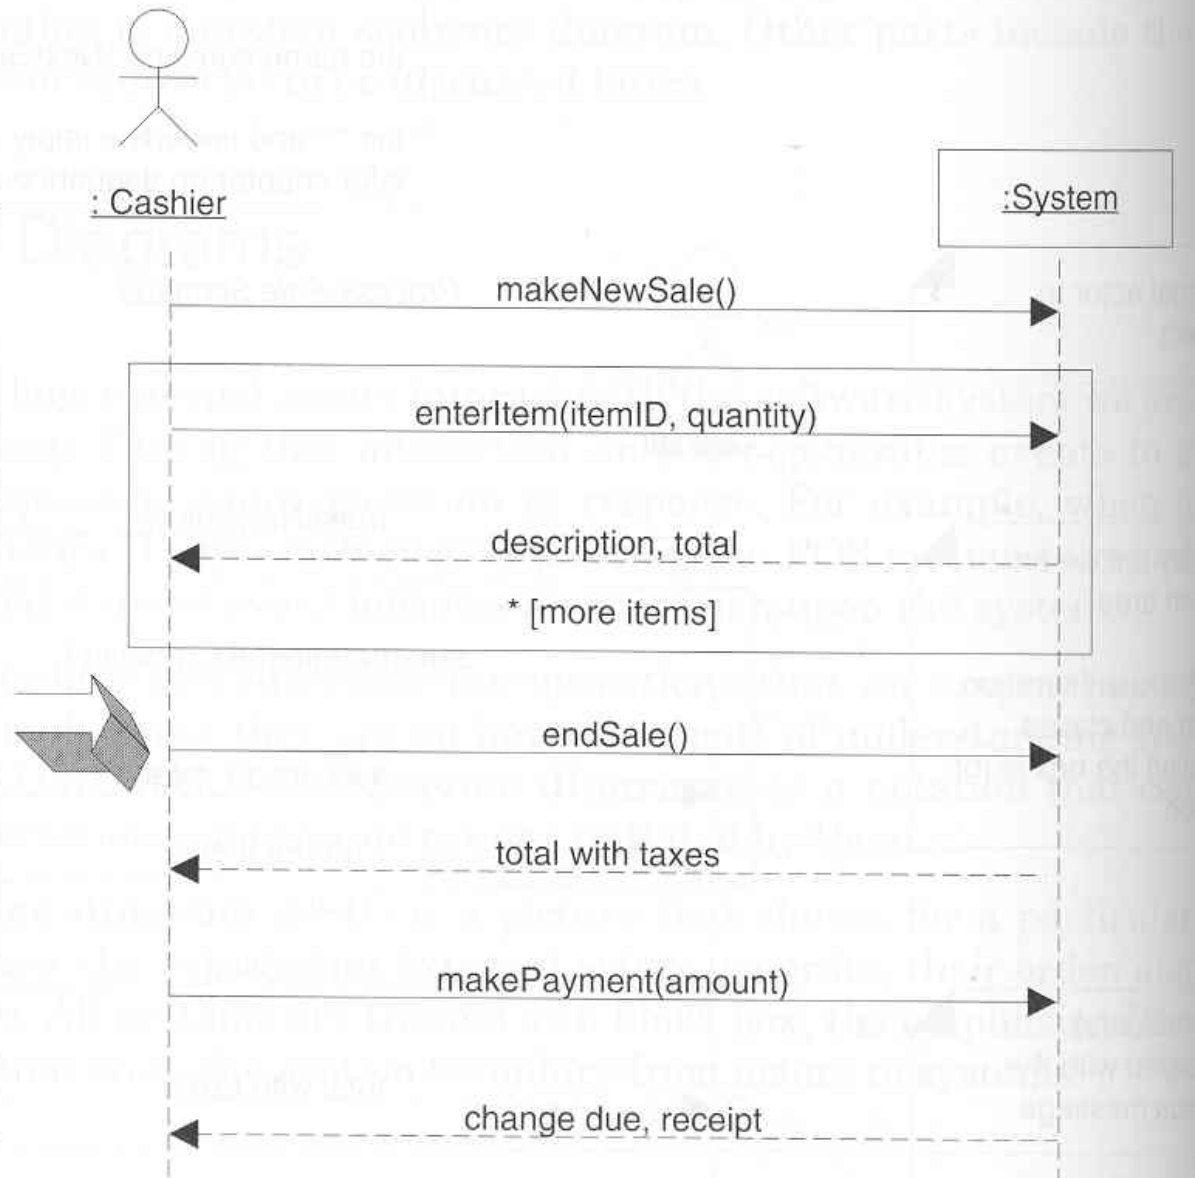 : Cashier
:System
makeNewSale()
enterItem(itemID, quantity)
description, total
* [more items]
endSale()
total with taxes
makePayment(amount)
change due, receipt